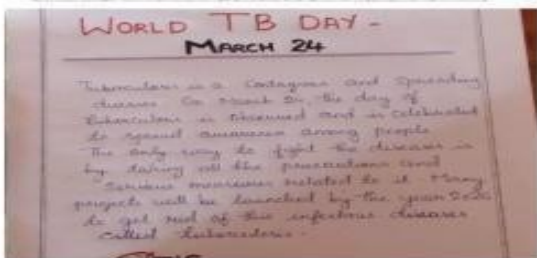 WORLD TB DAY -
MARCH 24
Tuberculosis is a Contagious and Spreading
disease On March 24, the day of
tuberculosis is observed and is celebrated
to spread awareness among people
The only way to fight the disease is
by taking all the precautions and
serious measures related to it Many
projects will be launched by the year
to get rid of this infectious disease
called tuberculosis.